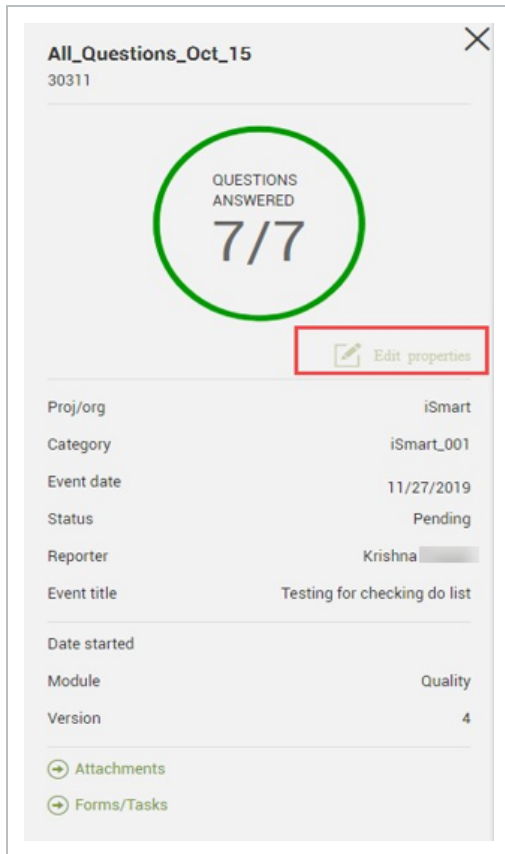 All_Questions_Oct_15
30311
QUESTIONS
ANSWERED
7/7
Edit properties
Proj/org iSmart
Category iSmart_001
Event date 11/27/2019
Status Pending
Reporter Krishna
Event title Testing for checking do list
Date started
Module Quality
Version 4
Attachments
Forms/Tasks